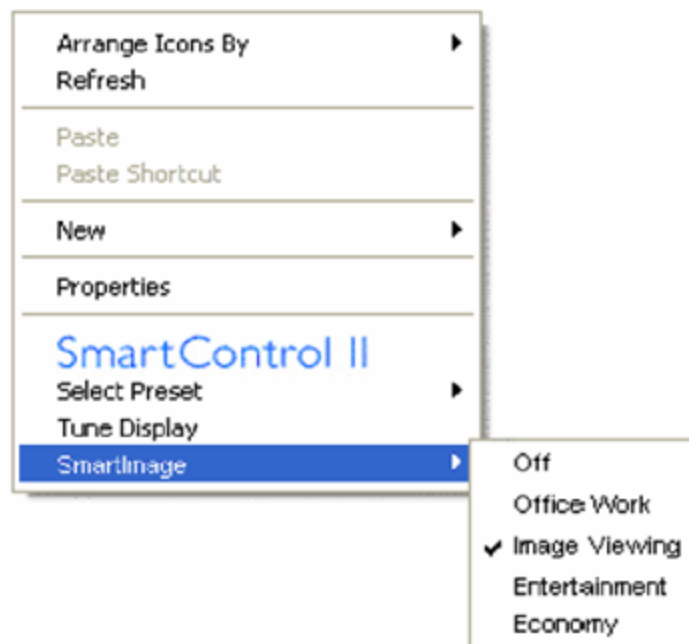 Arrange Icons By
Refresh
Paste
Paste Shortcut
New
Properties
SmartControl II
Select Preset
Tune Display
SmartImage
Off
Office Work
Image Viewing
Entertainment
Economy